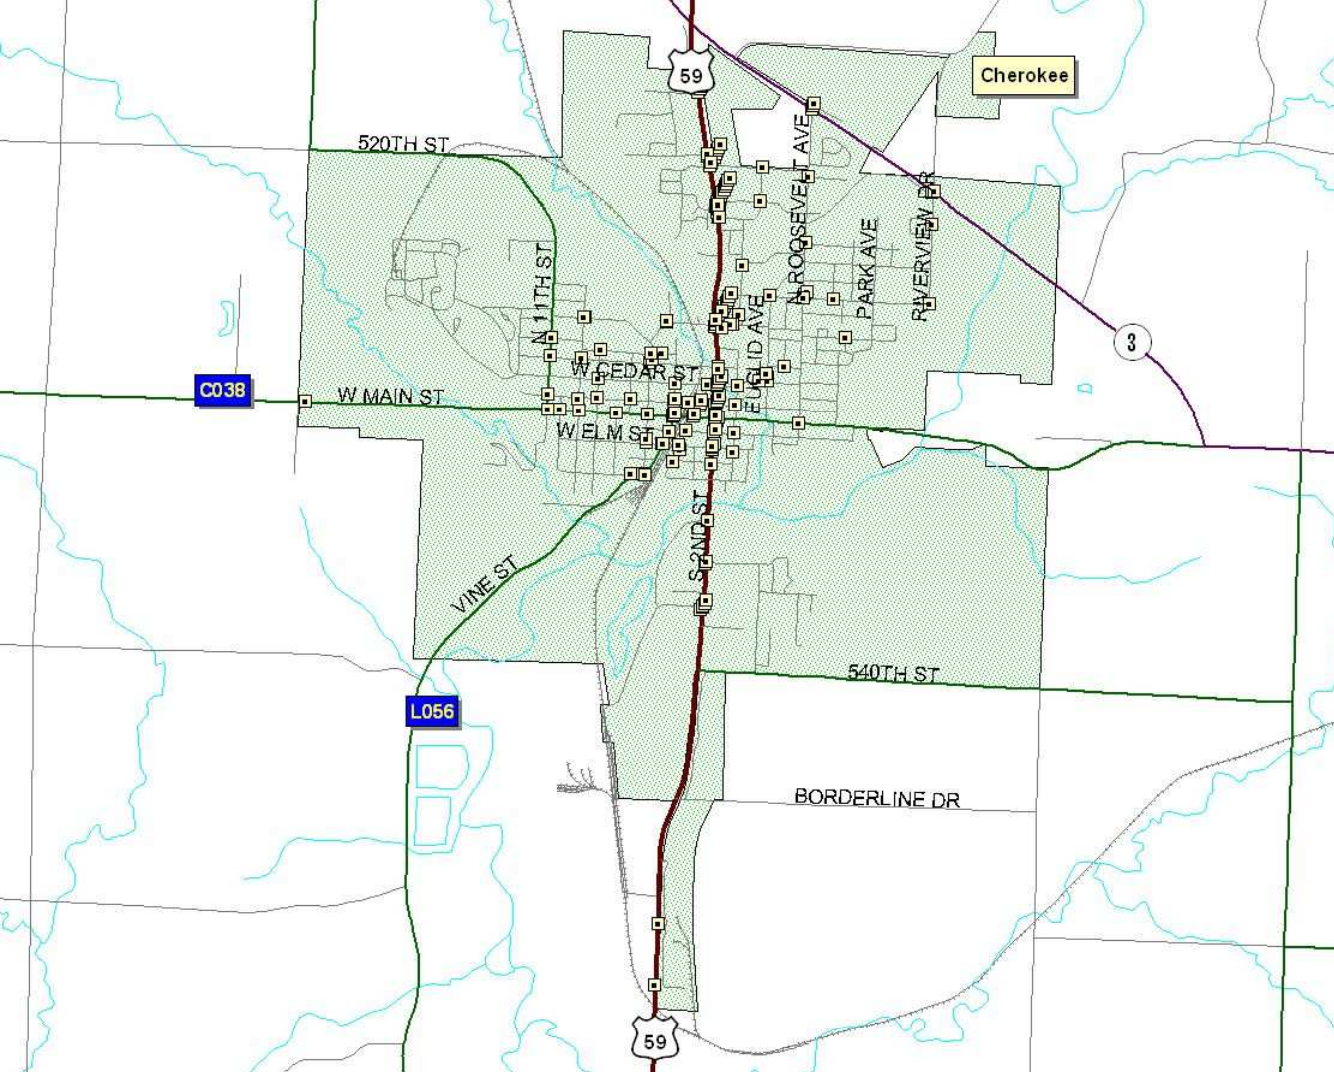 59
Cherokee
520TH ST
N ROOSEVELT AVE
RIVERVIEW DR
PARK AVE
N 11TH ST
EUCLID AVE
3
W CEDAR ST
C038
W MAIN ST
W ELM ST
S 2ND ST
VINE ST
540TH ST
L056
BORDERLINE DR
59